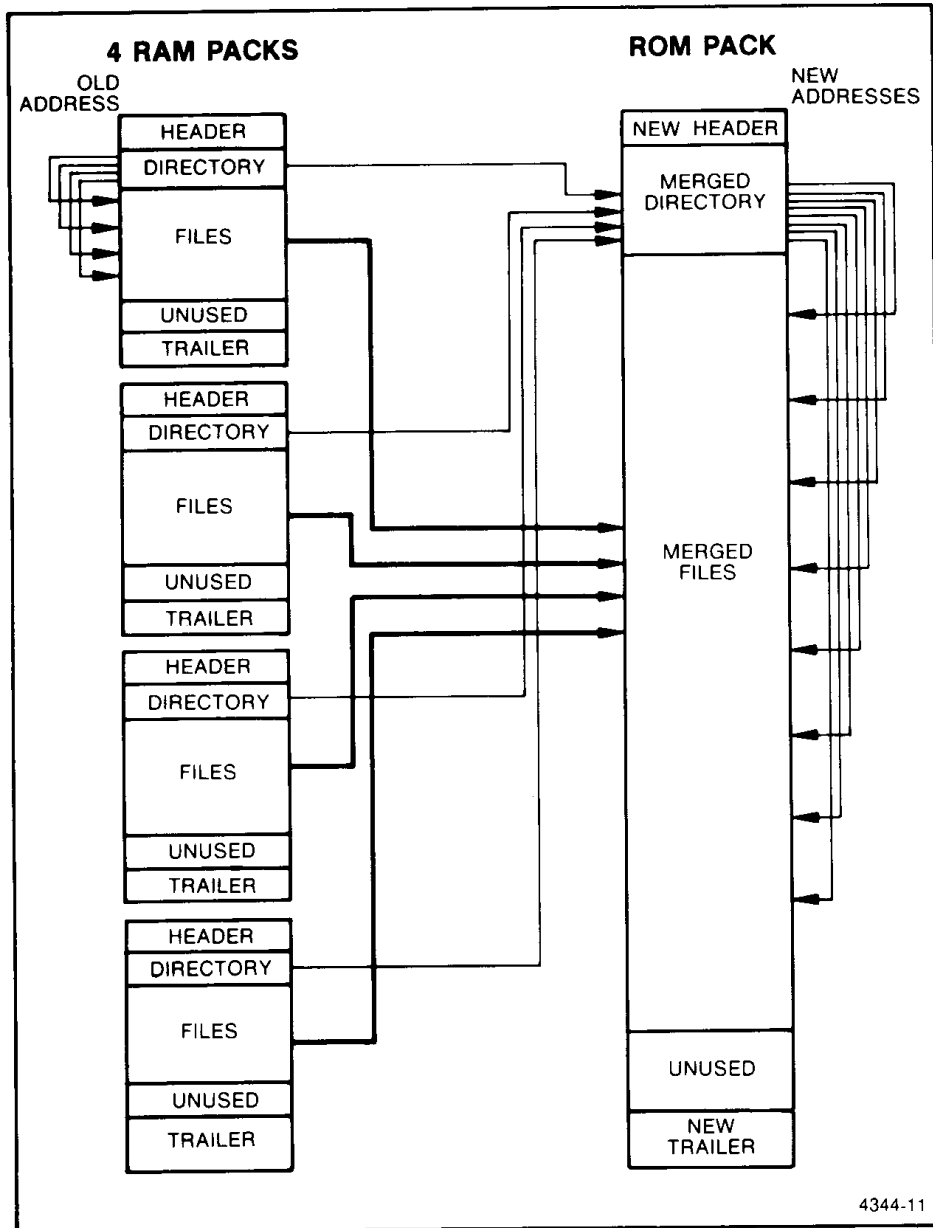 4 RAM PACKS
OLD
ADDRESS
HEADER
DIRECTORY
FILES
UNUSED
TRAILER
HEADER
DIRECTORY
FILES
UNUSED
TRAILER
HEADER
DIRECTORY
FILES
UNUSED
TRAILER
HEADER
DIRECTORY
FILES
UNUSED
TRAILER
ROM PACK
NEW
ADDRESSES
NEW HEADER
MERGED
DIRECTORY
MERGED
FILES
UNUSED
NEW
TRAILER
4344-11